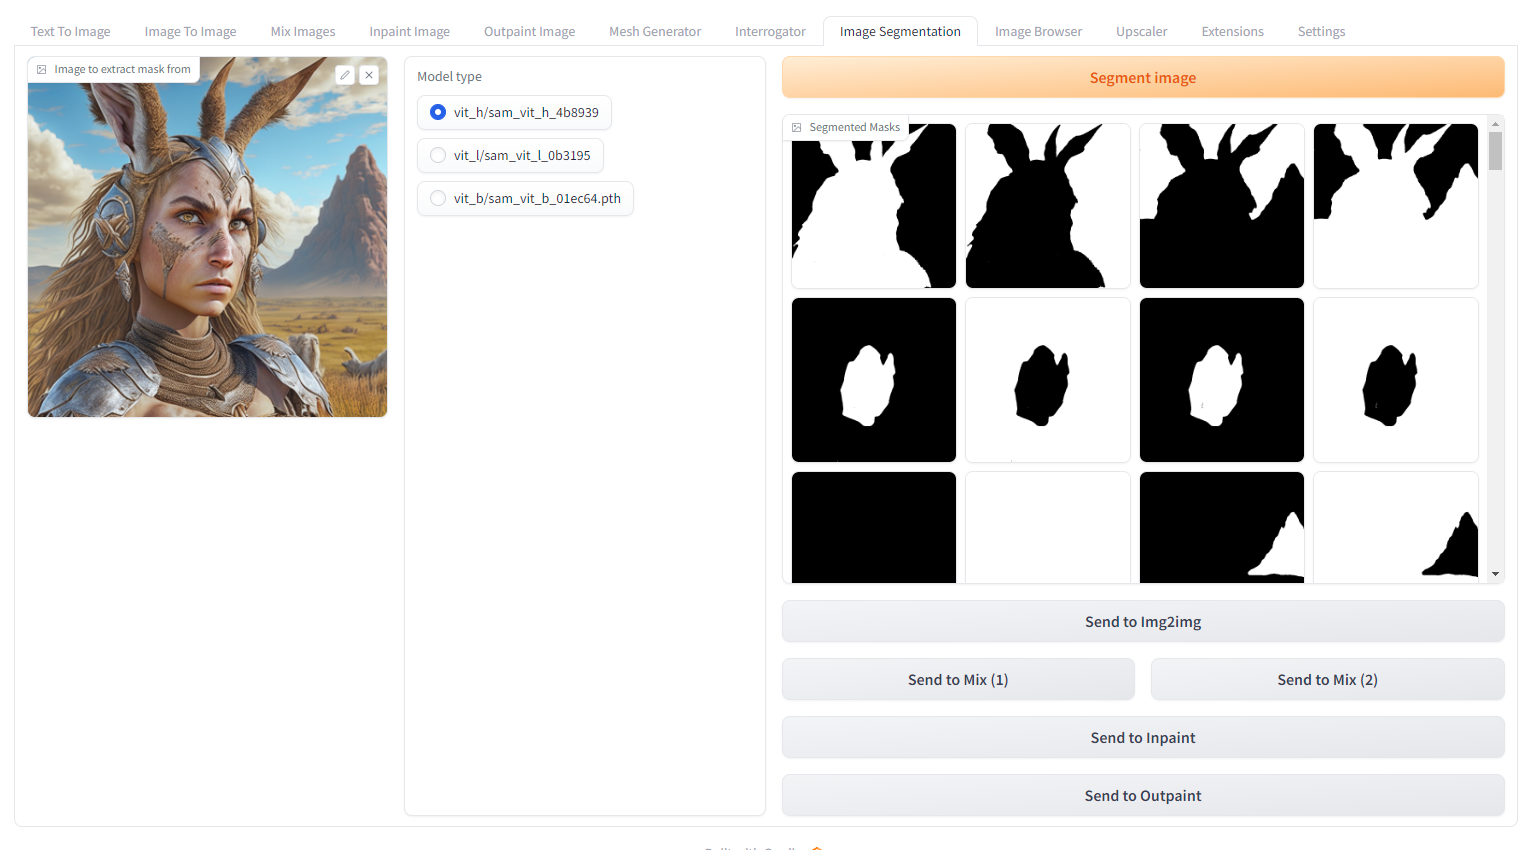 Text To Image
Image To Image
Mix Images
Inpaint Image
Outpaint Image
Mesh Generator
Interrogator
Image Segmentation
Image Browser
Upscaler
Extensions
Settings
Image to extract mask from
Model type
vit_h/sam_vit_h_4b8939
vit_l/sam_vit_l_0b3195
vit_b/sam_vit_b_01ec64.pth
Segment image
Segmented Masks
Send to Img2img
Send to Mix (1)
Send to Mix (2)
Send to Inpaint
Send to Outpaint